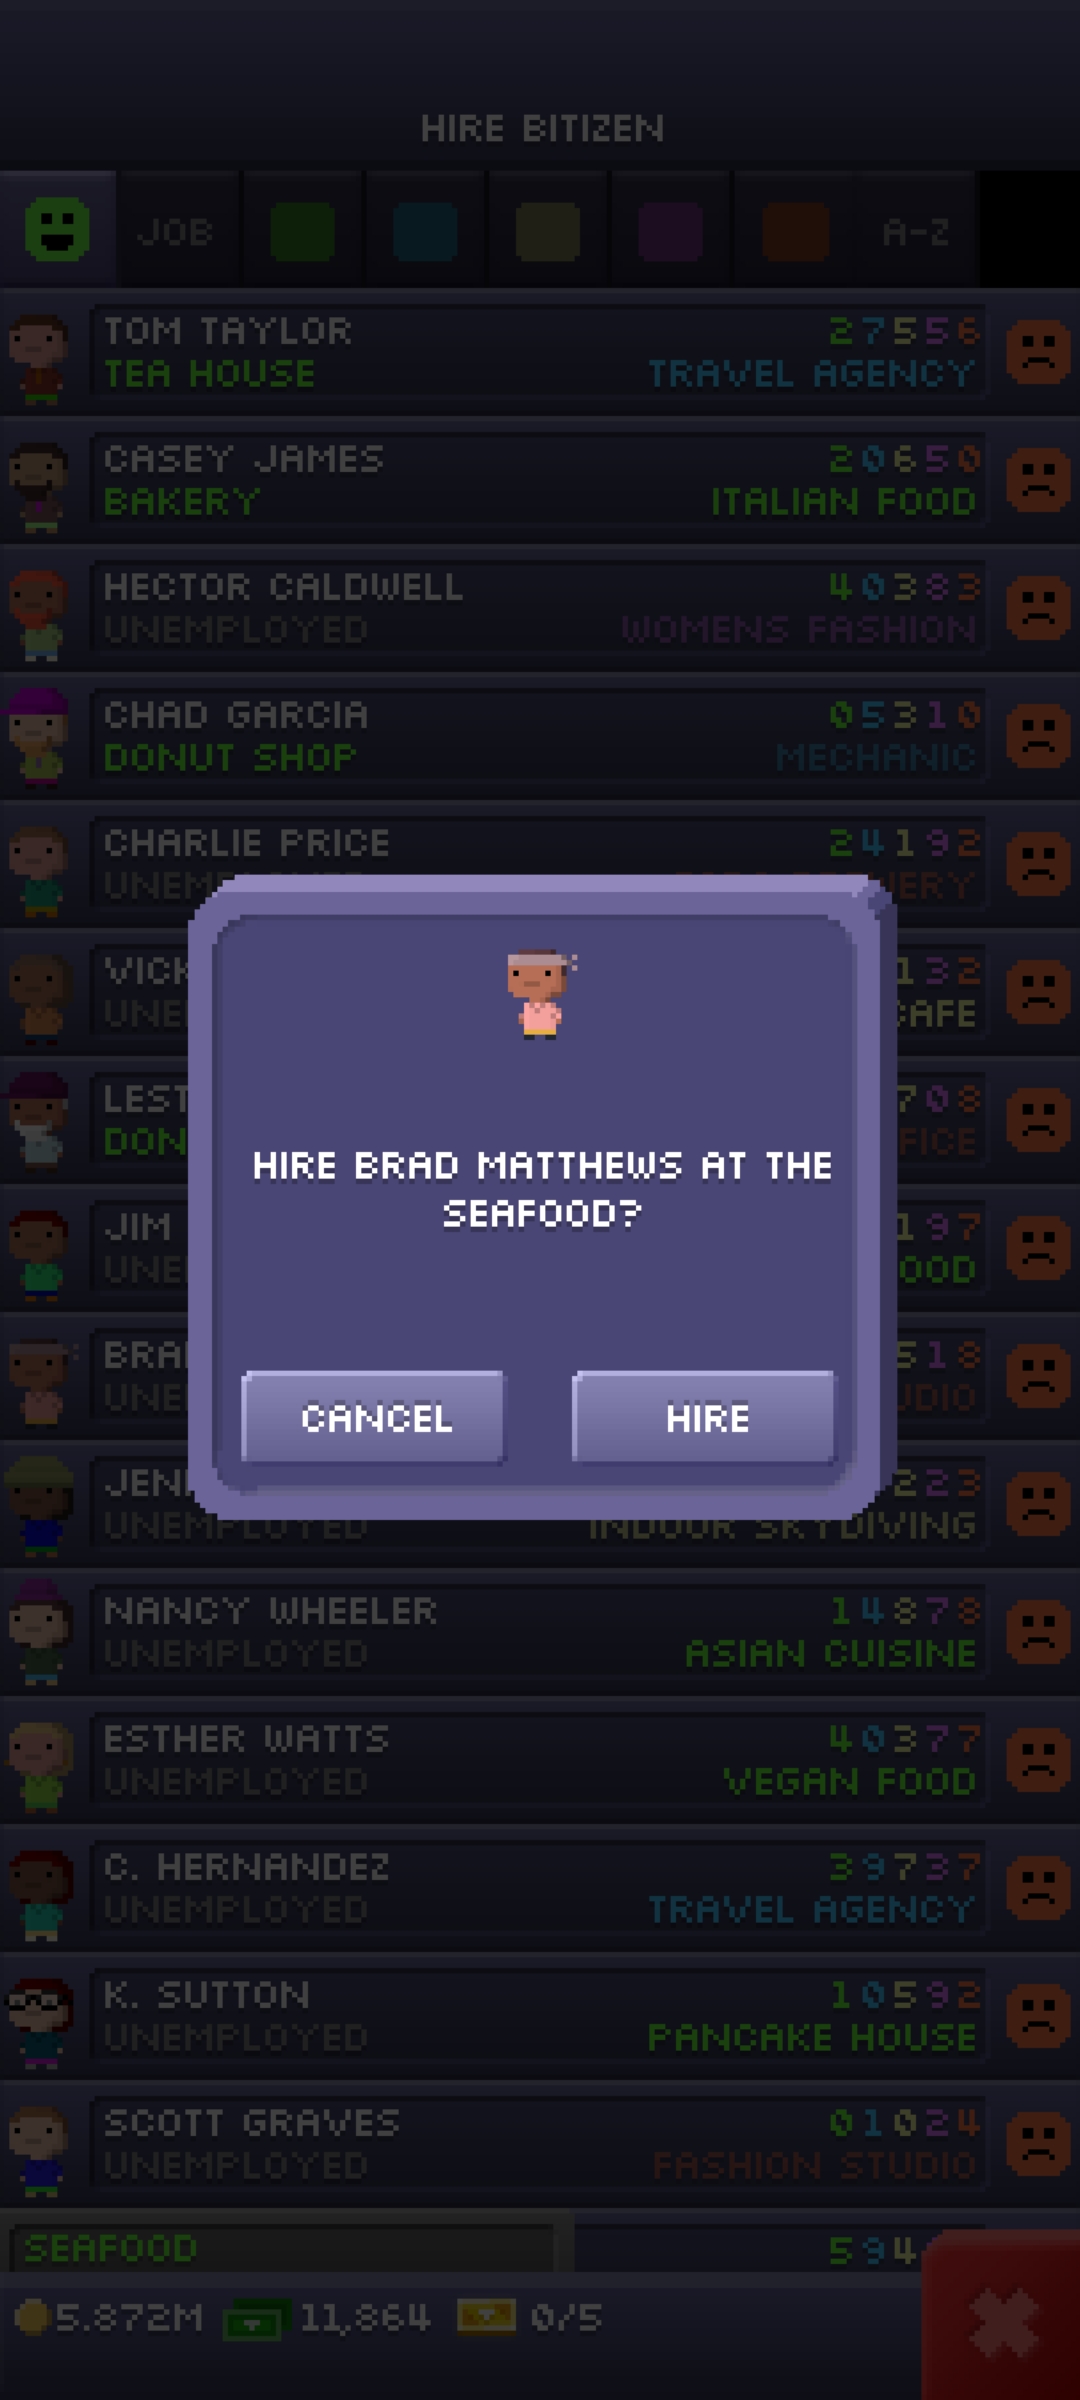 HIRE BITIZEN
JOB
A-Z
TOM TAYLOR 27556
TEA HOUSE TRAVEL AGENCY
CASEY JAMES 20650
BAKERY ITALIAN FOOD
HECTOR CALDWELL 40383
UNEMPLOYED WOMENS FASHION
CHAD GARCIA 05310
DONUT SHOP MECHANIC
CHARLIE PRICE 24192
HIRE BRAD MATTHEWS AT THE
SEAFOOD?
CANCEL HIRE
UNEMPLOYED INDOOR SKYDIVING
NANCY WHEELER 14878
UNEMPLOYED ASIAN CUISINE
ESTHER WATTS 40377
UNEMPLOYED VEGAN FOOD
C. HERNANDEZ 39737
UNEMPLOYED TRAVEL AGENCY
K. SUTTON 10592
UNEMPLOYED PANCAKE HOUSE
SCOTT GRAVES 01024
UNEMPLOYED FASHION STUDIO
SEAFOOD 594
5.872M 11,864 0/5